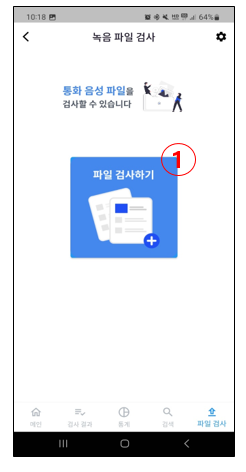 10:18 64%
녹음 파일 검사
통화 음성 파일을
검사할 수 있습니다
1
파일 검사하기
메인 검사 결과 통계 검색 파일 검사